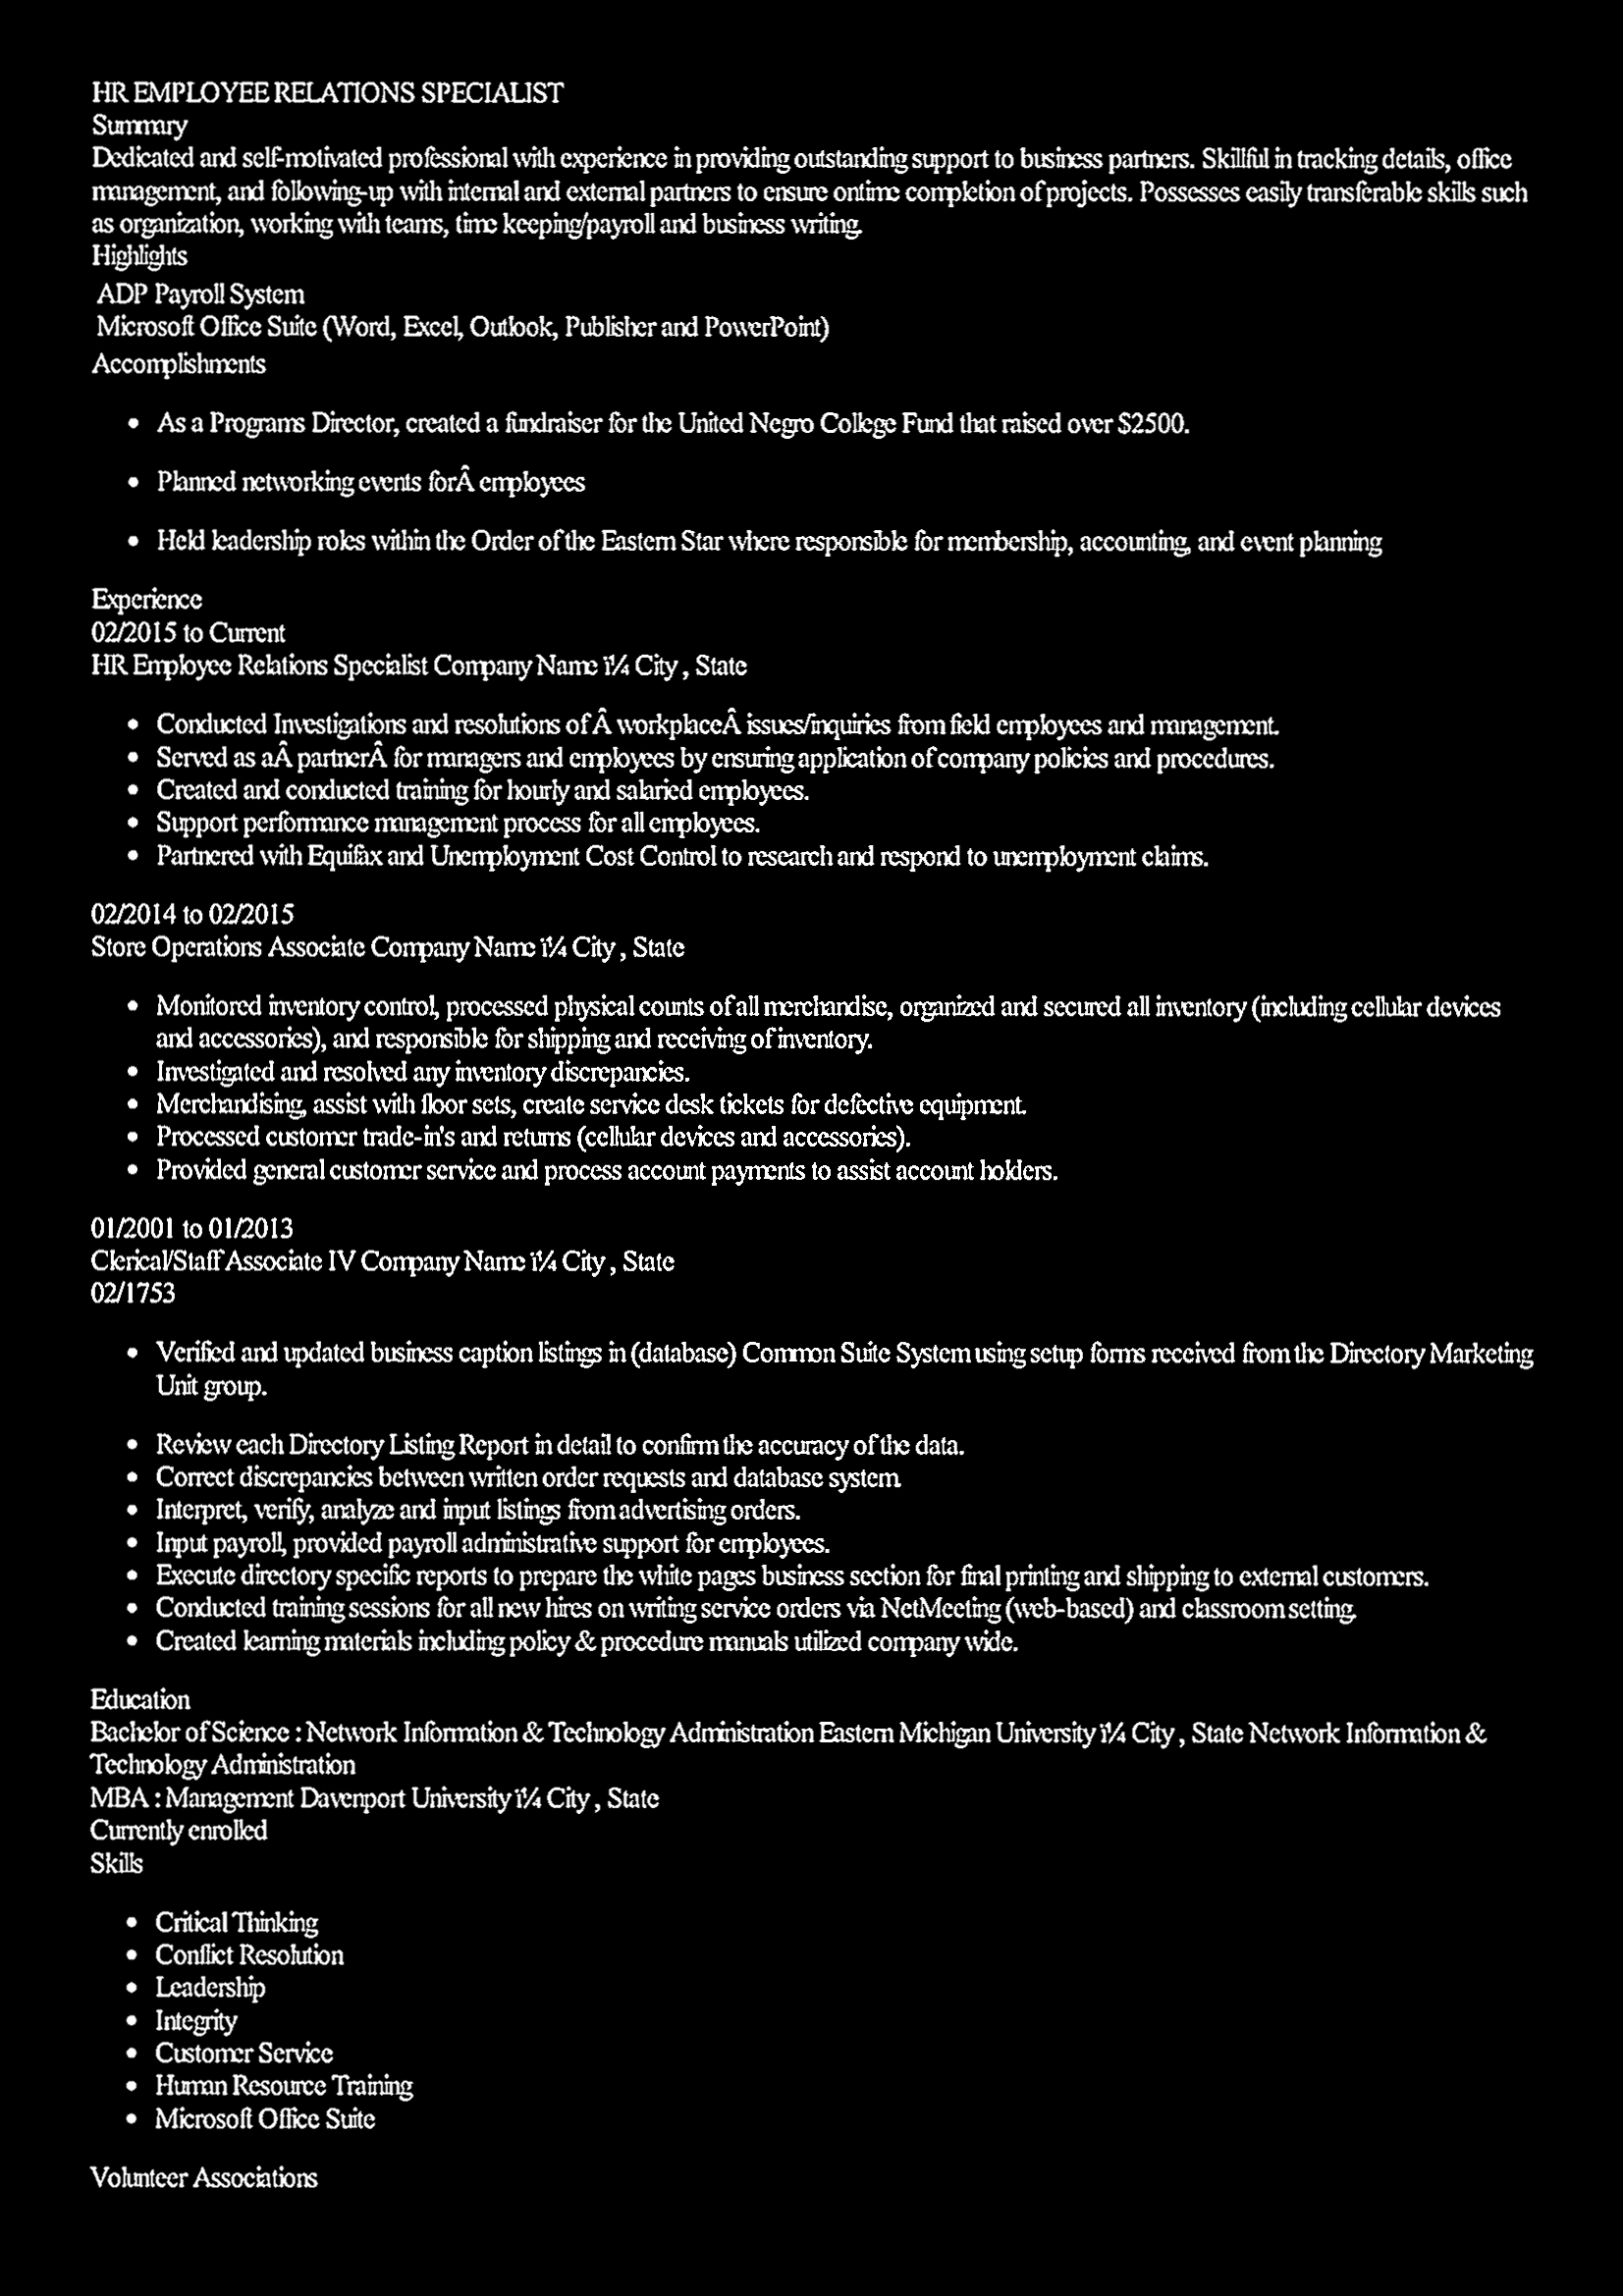 HR EMPLOYEE RELATIONS SPECIALIST
Summary
Dedicated and self-motivated professional with experience in providing outstanding support to business partners. Skillful in tracking details, office
management, and following-up with internal and external partners to ensure ontime completion of projects. Possesses easily transferable skills such
as organization, working with teams, time keeping/payroll and business writing.
Highlights
ADP Payroll System
Microsoft Office Suite (Word, Excel, Outlook, Publisher and PowerPoint)
Accomplishments
• As a Programs Director, created a fundraiser for the United Negro College Fund that raised over $2500.
• Planned networking events forÂ employees
• Held leadership roles within the Order of the Eastern Star where responsible for membership, accounting, and event planning
Experience
02/2015 to Current
HR Employee Relations Specialist Company Name ï¼ City , State
• Conducted Investigations and resolutions of Â workplaceÂ issues/inquiries from field employees and management.
• Served as aÂ partnerÂ for managers and employees by ensuring application of company policies and procedures.
• Created and conducted training for hourly and salaried employees.
• Support performance management process for all employees.
• Partnered with Equifax and Unemployment Cost Control to research and respond to unemployment claims.
02/2014 to 02/2015
Store Operations Associate Company Name ï¼ City , State
• Monitored inventory control, processed physical counts of all merchandise, organized and secured all inventory (including cellular devices
and accessories), and responsible for shipping and receiving of inventory.
• Investigated and resolved any inventory discrepancies.
• Merchandising, assist with floor sets, create service desk tickets for defective equipment.
• Processed customer trade-in's and returns (cellular devices and accessories).
• Provided general customer service and process account payments to assist account holders.
01/2001 to 01/2013
Clerical/Staff Associate IV Company Name ï¼ City , State
02/1753
• Verified and updated business caption listings in (database) Common Suite System using setup forms received from the Directory Marketing
Unit group.
• Review each Directory Listing Report in detail to confirm the accuracy of the data.
• Correct discrepancies between written order requests and database system.
• Interpret, verify, analyze and input listings from advertising orders.
• Input payroll, provided payroll administrative support for employees.
• Execute directory specific reports to prepare the white pages business section for final printing and shipping to external customers.
• Conducted training sessions for all new hires on writing service orders via NetMeeting (web-based) and classroom setting.
• Created learning materials including policy & procedure manuals utilized company wide.
Education
Bachelor of Science : Network Information & Technology Administration Eastern Michigan University ï¼ City , State Network Information &
Technology Administration
MBA : Management Davenport University ï¼ City , State
Currently enrolled
Skills
• Critical Thinking
• Conflict Resolution
• Leadership
• Integrity
• Customer Service
• Human Resource Training
• Microsoft Office Suite
Volunteer Associations